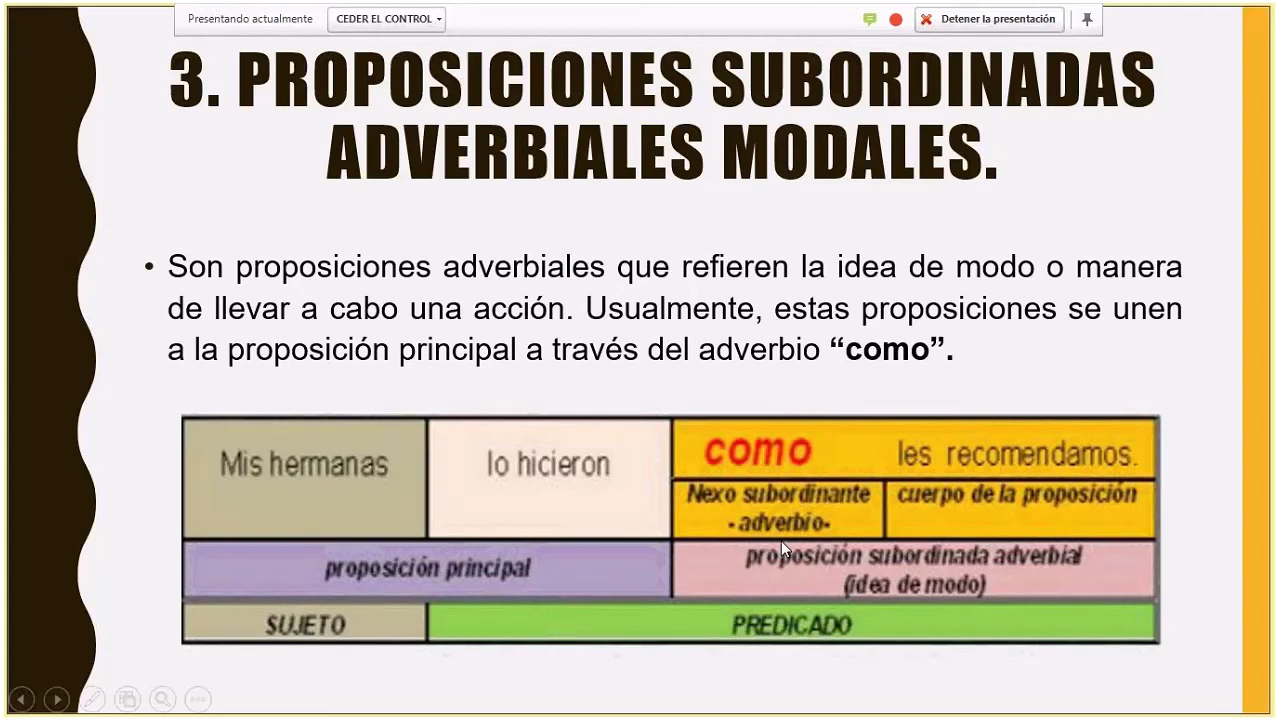 Presentando actualmente CEDER EL CONTROL Detener la presentación
3. PROPOSICIONES SUBORDINADAS
ADVERBIALES MODALES.
• Son proposiciones adverbiales que refieren la idea de modo o manera
de llevar a cabo una acción. Usualmente, estas proposiciones se unen
a la proposición principal a través del adverbio “como”.
Mis hermanas lo hicieron como les recomendamos.
Nexo subordinante cuerpo de la proposición
-adverbio-
proposición principal proposición subordinada adverbial
(idea de modo)
SUJETO PREDICADO